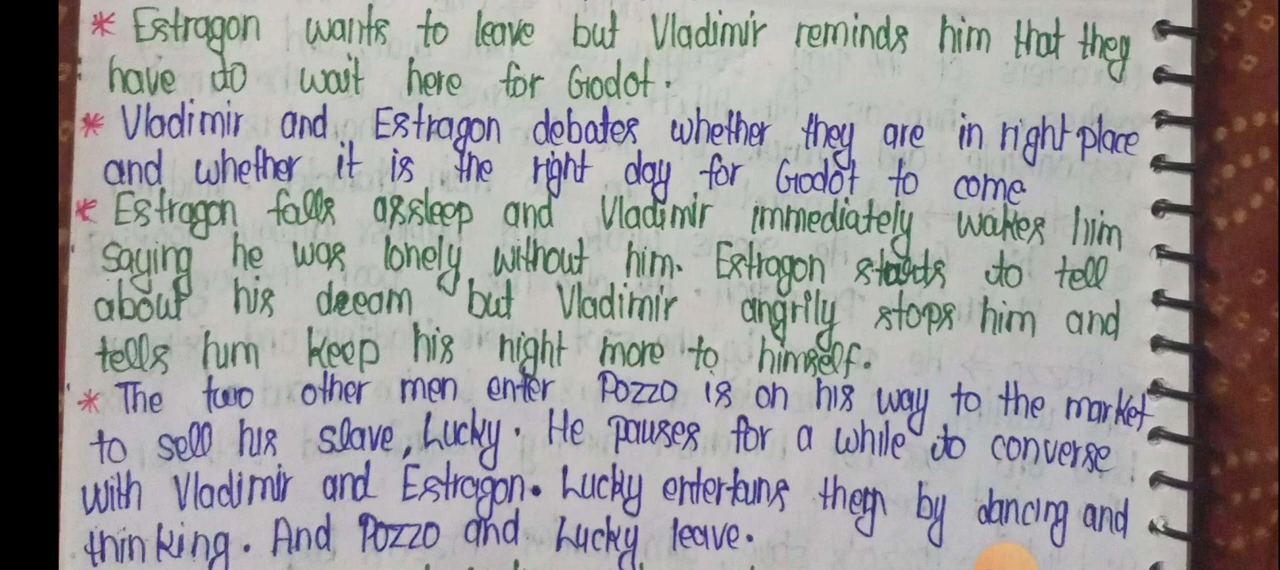 * Estragon wants to leave but Vladimir reminds him that they
have to wait here for Godot.
* Vladimir and Estragon debates whether they are in right place
and whether it is the right day for Godot to come
* Estragon falls assleep and Vladimir immediately wakes him
saying he was lonely without him. Estragon starts to tell
about his dream but Vladimir angrily stops him and
tells him keep his night more to himself.
* The two other men enter Pozzo is on his way to the market
to sell his slave, Lucky. He pauses for a while to converse
with Vladimir and Estragon. Lucky entertains them by dancing and
thinking. And Pozzo and Lucky leave.